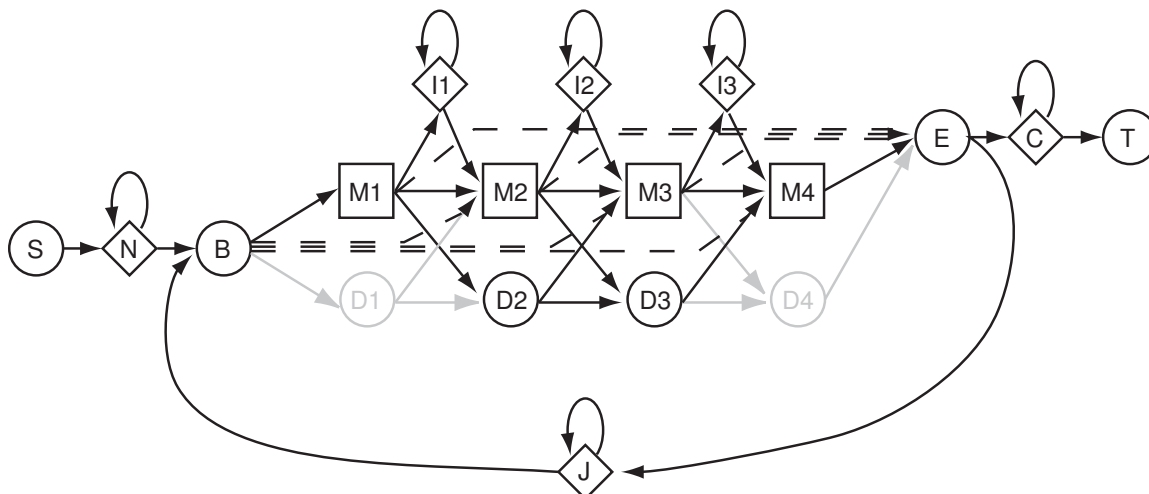 I1 I2 I3
E C T
M1 M2 M3 M4
S N B
D1 D2 D3 D4
J